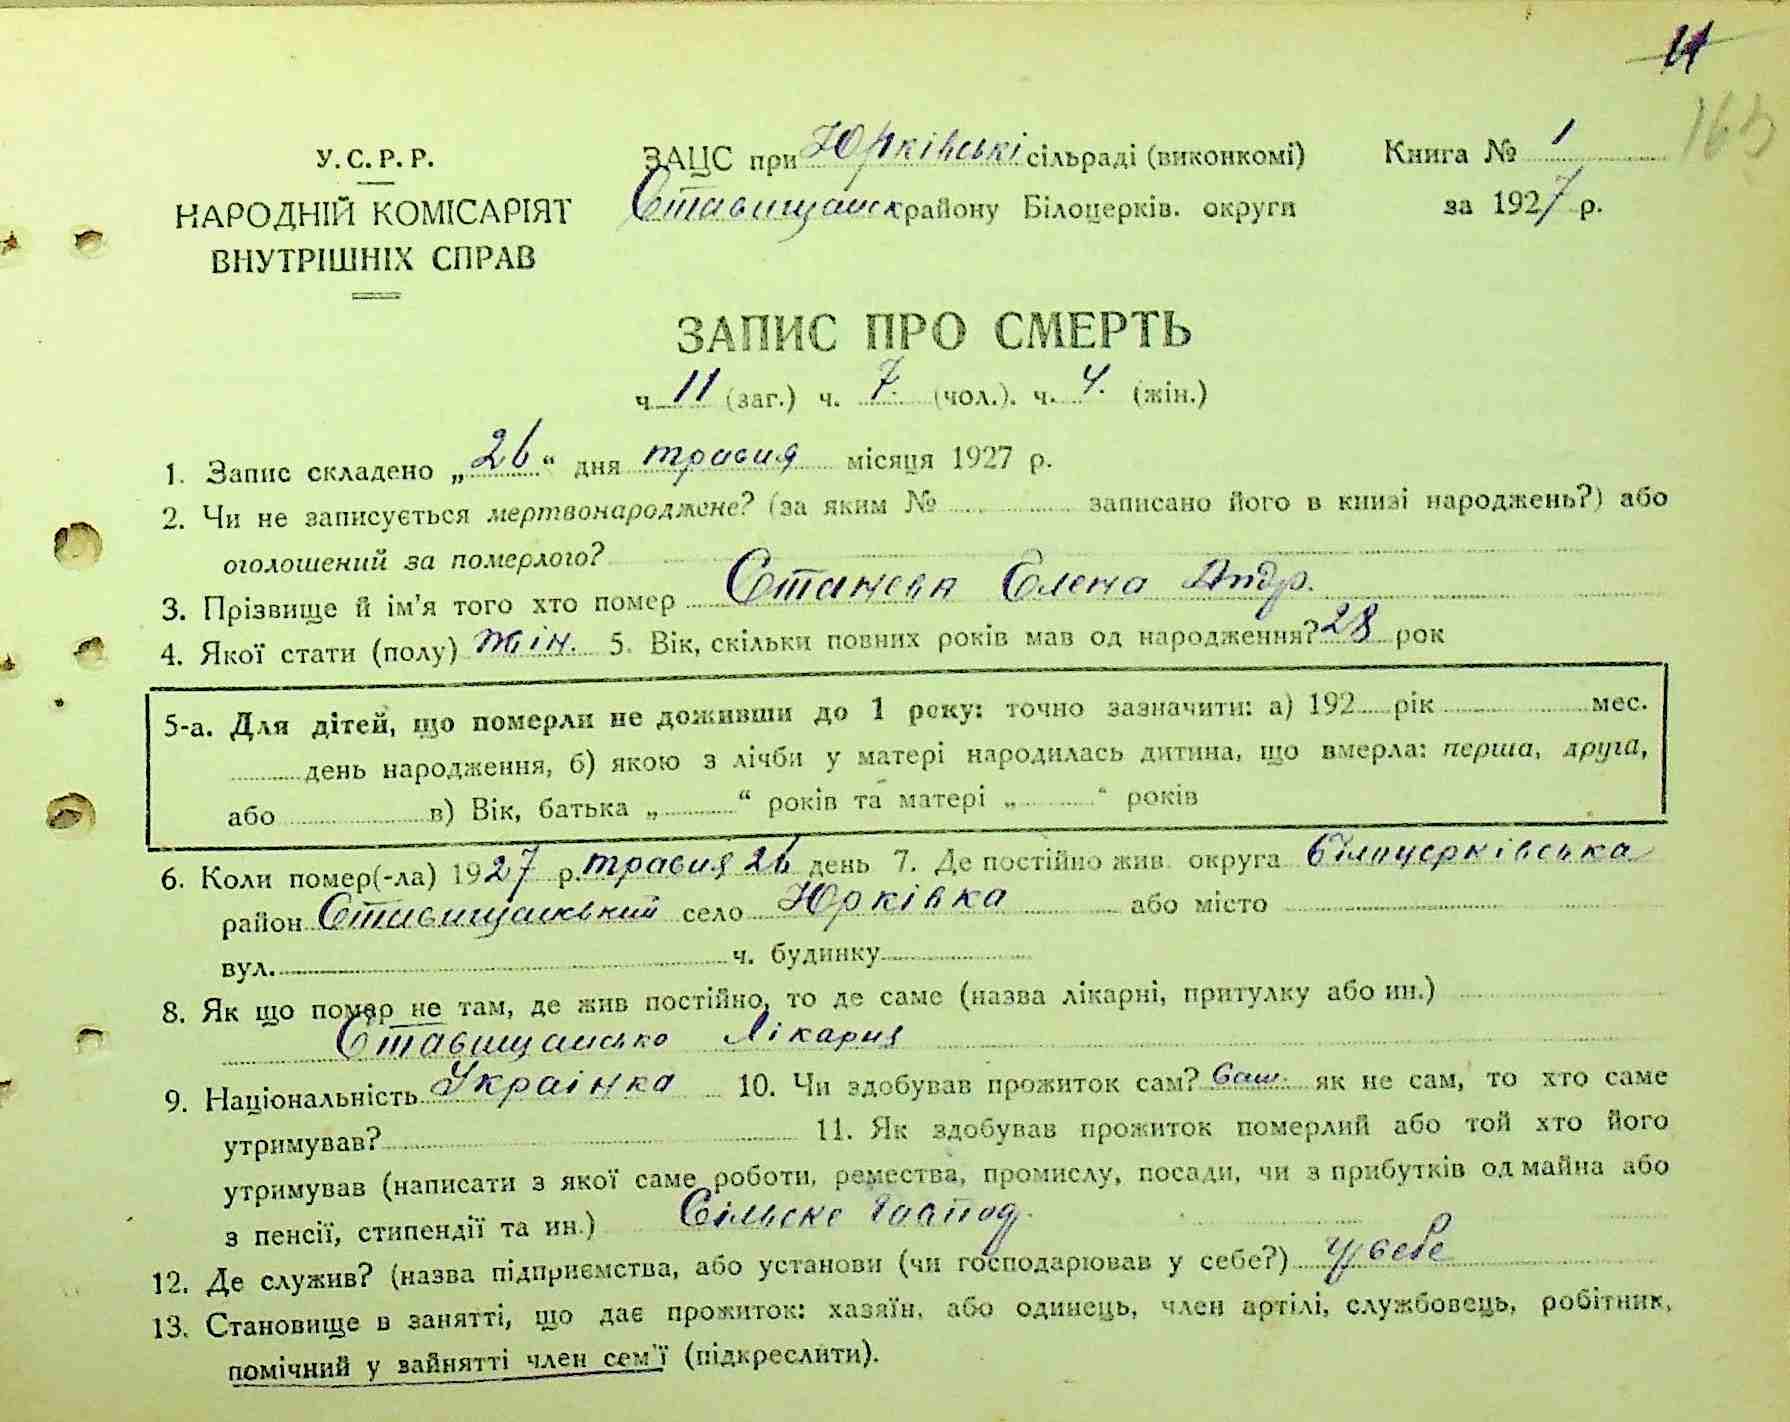 11
165
У.С.Р.Р.
НАРОДНІЙ КОМІСАРІЯТ
ВНУТРІШНІХ СПРАВ
ЗАЦС при Юрківські сільраді (виконкомі)
Ставищанск району Білоцерків. округи
Книга № 1
за 1927 р.
ЗАПИС ПРО СМЕРТЬ
ч. 11 (заг.) ч. 7. (чол.). ч. 4. (жін.)
1. Запис складено „26“ дня травня місяця 1927 р.
2. Чи не записується мертвонароджене? (за яким № записано його в книзі народжень?) або
оголошений за померлого?
3. Прізвище й ім'я того хто помер Станева Елена Андр.
4. Якої стати (полу) жін. 5. Вік, скільки повних років мав од народження? 28 рок
5-а. Для дітей, що померли не доживши до 1 року: точно зазначити: а) 192 рік мес.
день народження, б) якою з лічби у матері народилась дитина, що вмерла: перша, друга,
або в) Вік, батька „ “ років та матері „ “ років
6. Коли помер(-ла) 1927 р. травня 26 день 7. Де постійно жив округа Білоцерківська
район Ставищанський село Юрківка або місто
вул. ч. будинку
8. Як що помер не там, де жив постійно, то де саме (назва лікарні, притулку або ин.)
Ставищансько Лікарня
9. Національність Украінка 10. Чи здобував прожиток сам? сам. як не сам, то хто саме
утримував? 11. Як здобував прожиток померлий або той хто його
утримував (написати з якої саме роботи, ремества, промислу, посади, чи з прибутків од майна або
з пенсії, стипендії та ин.) Сільске Господ.
12. Де служив? (назва підприємства, або установи (чи господарював у себе?) у себе
13. Становище в занятті, що дає прожиток: хазяїн, або одинець, член артілі, службовець, робітник,
помічний у зайнятті член сем'ї (підкреслити).